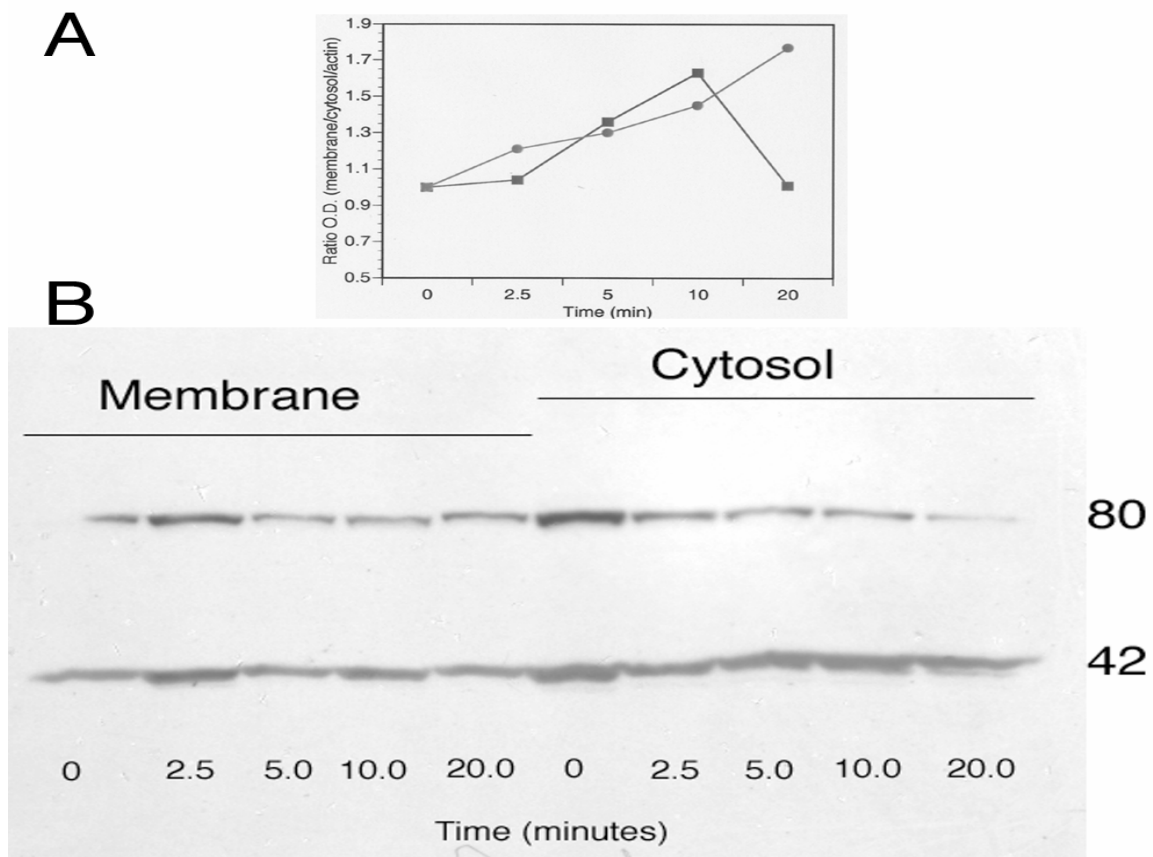 A
Ratio O.D. (membrane/cytosol/actin)
1.9
1.7
1.5
1.3
1.1
0.9
0.7
0.5
0 2.5 5 10 20
Time (min)
B
Membrane
Cytosol
80
42
0 2.5 5.0 10.0 20.0 0 2.5 5.0 10.0 20.0
Time (minutes)